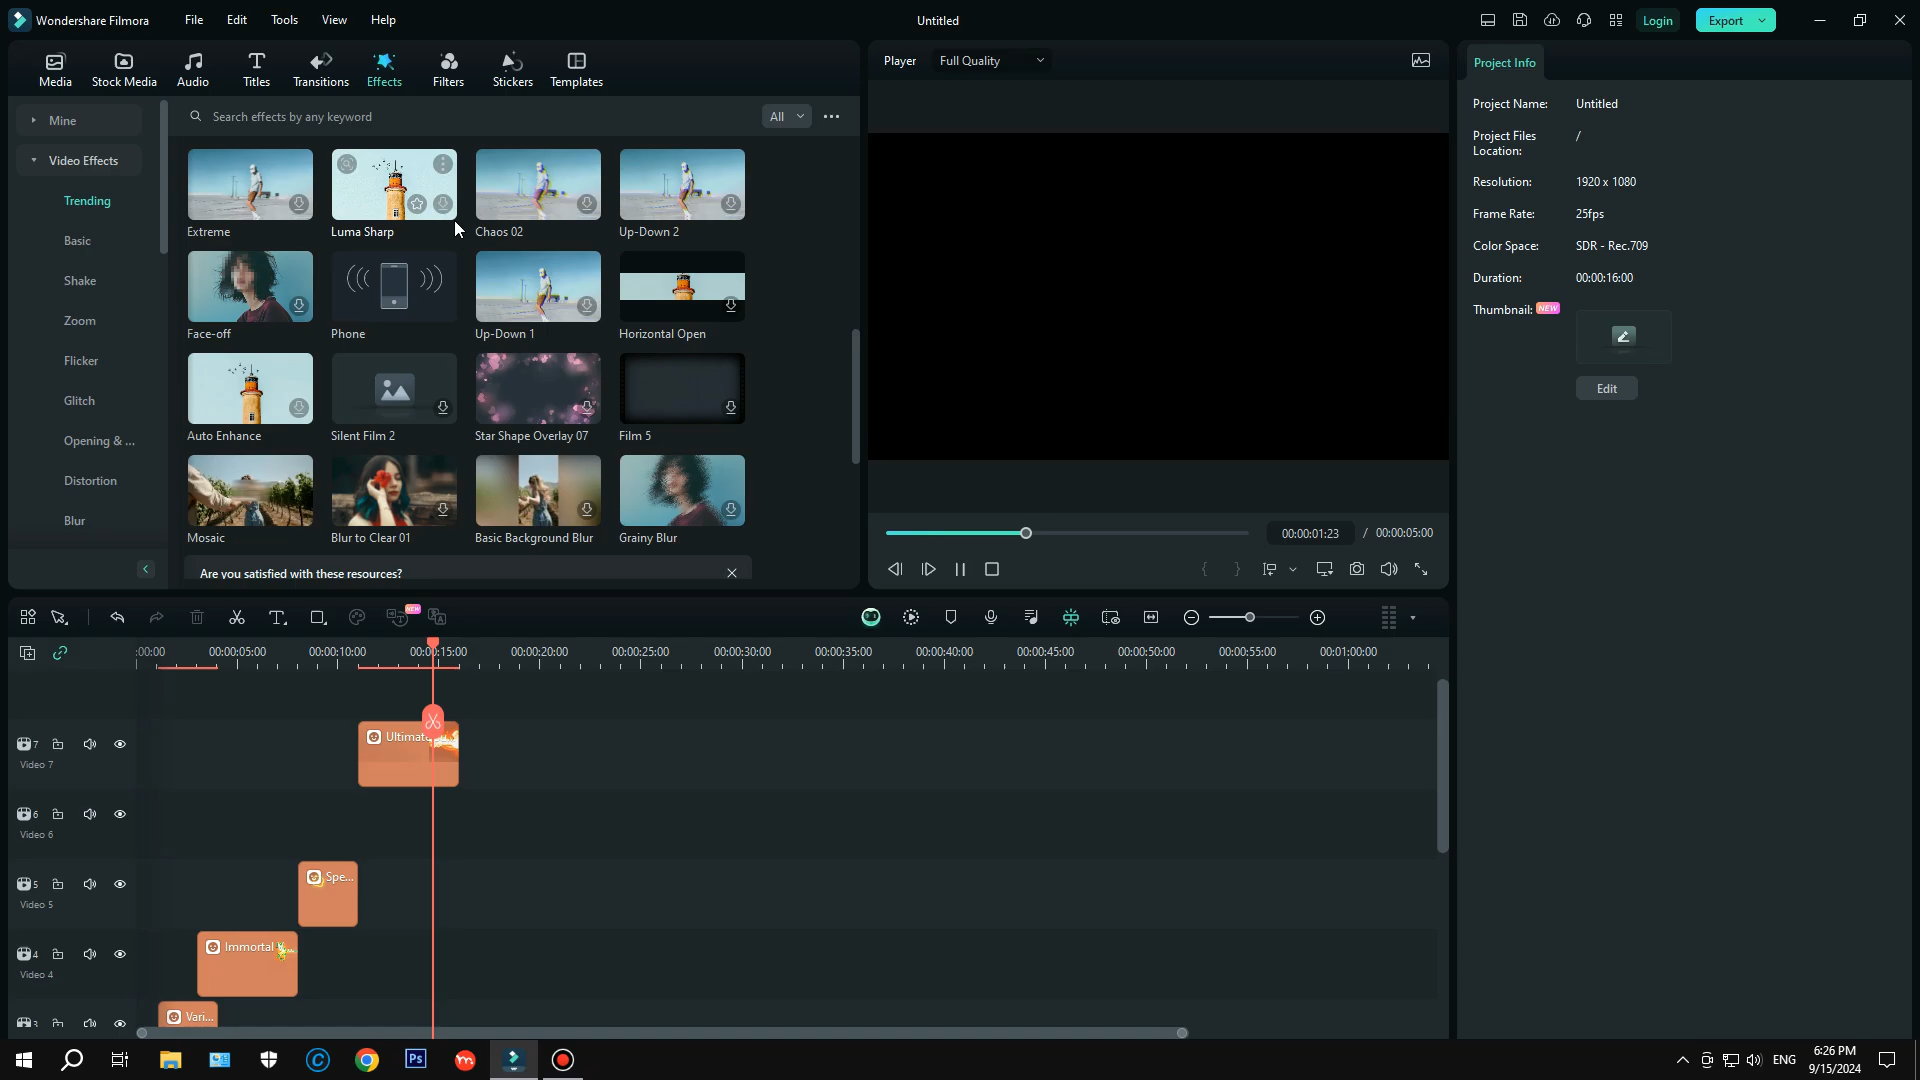 Wondershare Filmora
File
Edit
Tools
View
Help
Untitled
Login
Export
Media
Stock Media
Audio
Titles
Transitions
Effects
Filters
Stickers
Templates
Player
Full Quality
Project Info
Mine
Video Effects
Trending
Basic
Shake
Zoom
Flicker
Glitch
Opening & ...
Distortion
Blur
Search effects by any keyword
All
Extreme
Luma Sharp
Chaos 02
Up-Down 2
Face-off
Phone
Up-Down 1
Horizontal Open
Auto Enhance
Silent Film 2
Star Shape Overlay 07
Film 5
Mosaic
Blur to Clear 01
Basic Background Blur
Grainy Blur
Are you satisfied with these resources?
Project Name: Untitled
Project Files Location: /
Resolution: 1920 x 1080
Frame Rate: 25fps
Color Space: SDR - Rec.709
Duration: 00:00:16:00
Thumbnail: NEW
Edit
00:00:01:23 / 00:00:05:00
NEW
:00:00
00:00:05:00
00:00:10:00
00:00:15:00
00:00:20:00
00:00:25:00
00:00:30:00
00:00:35:00
00:00:40:00
00:00:45:00
00:00:50:00
00:00:55:00
00:01:00:00
7
Video 7
6
Video 6
5
Video 5
Spe...
4
Video 4
Immortal
3
Vari...
Ps
ENG
6:26 PM
9/15/2024